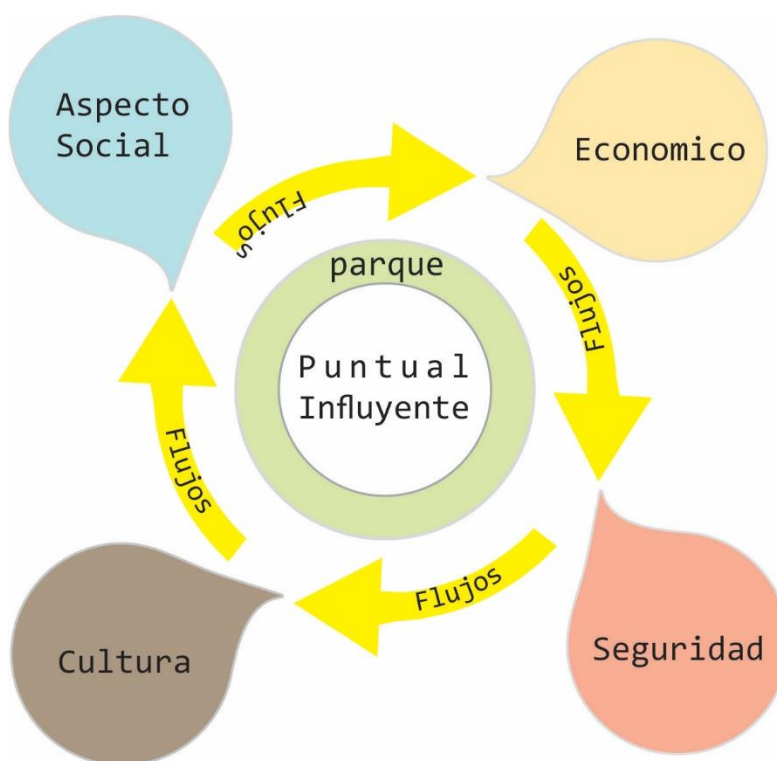 Aspecto
Social
Economico
Flujos
Flujos
parque
Puntual
Influyente
Flujos
Flujos
Cultura
Seguridad